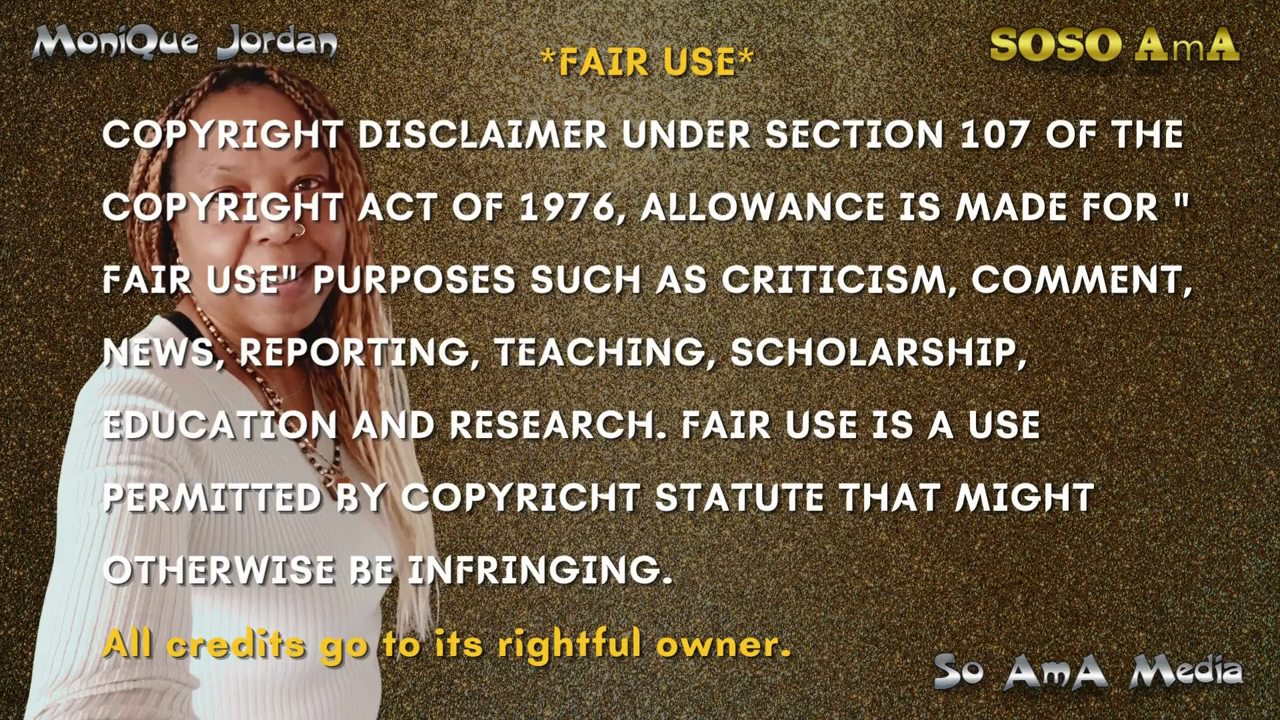 MoniQue Jordan
SOSO AmA
*FAIR USE*
COPYRIGHT DISCLAIMER UNDER SECTION 107 OF THE
COPYRIGHT ACT OF 1976, ALLOWANCE IS MADE FOR "
FAIR USE" PURPOSES SUCH AS CRITICISM, COMMENT,
NEWS, REPORTING, TEACHING, SCHOLARSHIP,
EDUCATION AND RESEARCH. FAIR USE IS A USE
PERMITTED BY COPYRICHT STATUTE THAT MIGHT
OTHERWISE BE INFRINGING.
All credits go to its rightful owner.
So AmA Media